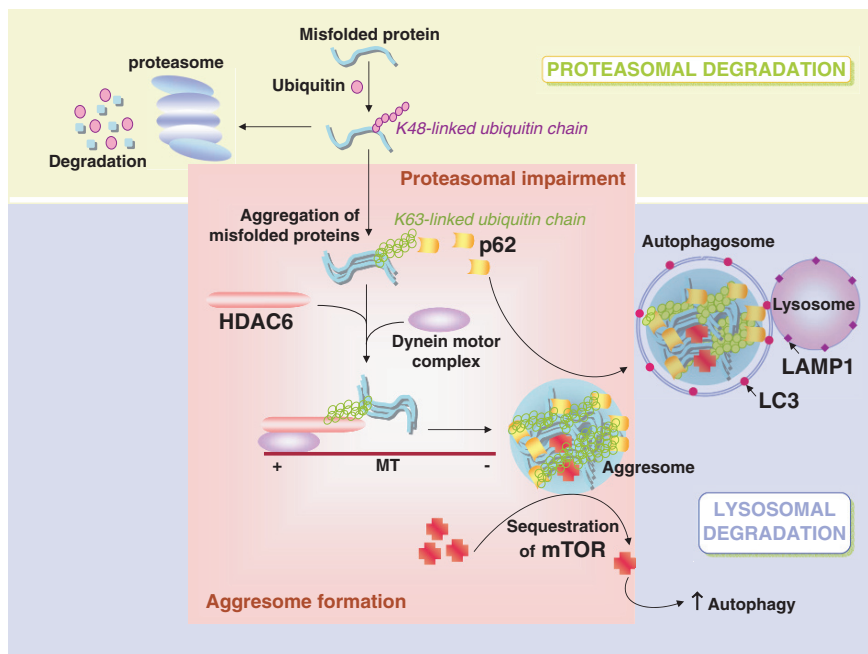 Misfolded protein
proteasome
PROTEASOMAL DEGRADATION
Ubiquitin
K48-linked ubiquitin chain
Degradation
Proteasomal impairment
Aggregation of
misfolded proteins
K63-linked ubiquitin chain
p62
Autophagosome
Lysosome
HDAC6
Dynein motor
complex
LAMP1
LC3
+ MT -
Aggresome
LYSOSOMAL
DEGRADATION
Sequestration
of mTOR
Aggresome formation
↑ Autophagy